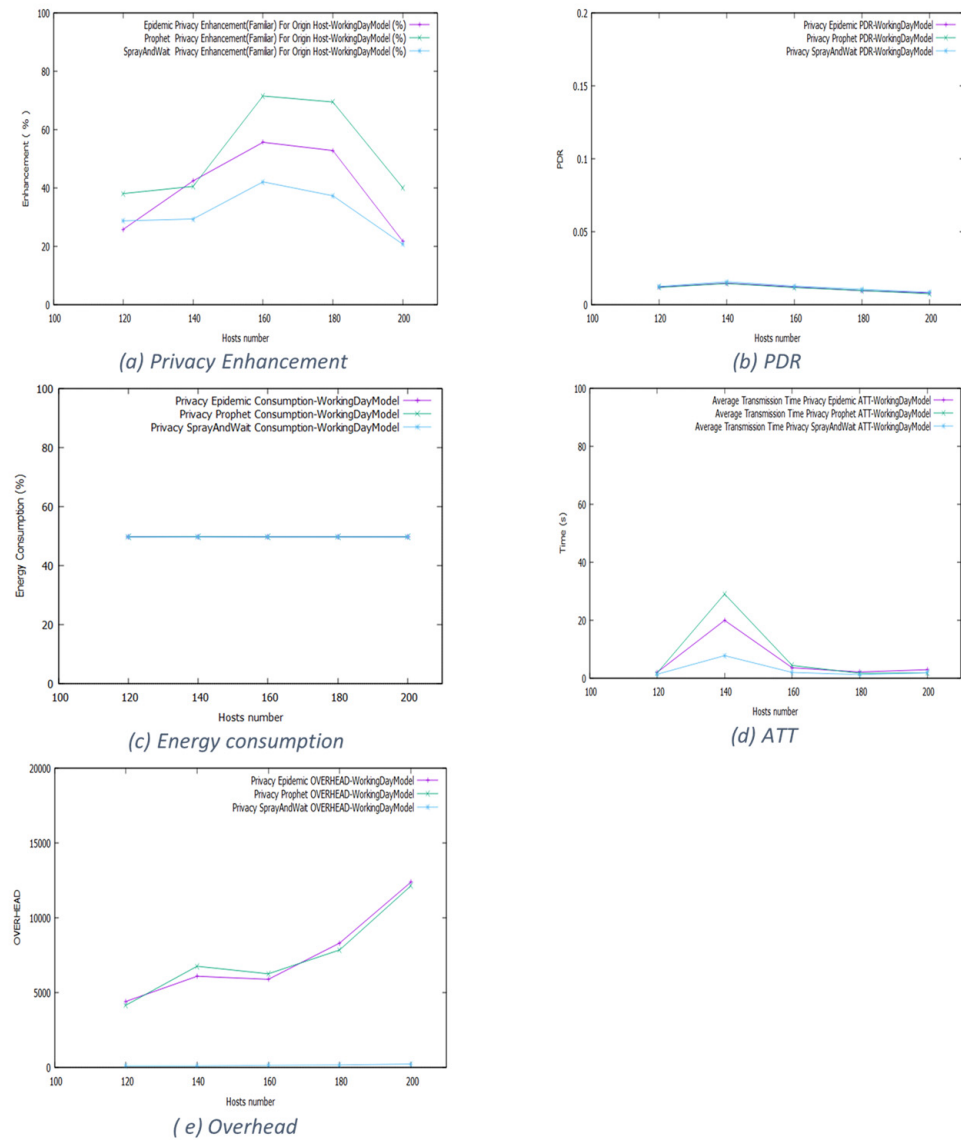 100
80
60
40
20
0
Enhancement ( % )
Epidemic Privacy Enhancement(Familiar) For Origin Host-WorkingDayModel (%)
Prophet Privacy Enhancement(Familiar) For Origin Host-WorkingDayModel (%)
SprayAndWait Privacy Enhancement(Familiar) For Origin Host-WorkingDayModel (%)
100 120 140 160 180 200
Hosts number
(a) Privacy Enhancement
0.2
0.15
0.1
0.05
0
PDR
Privacy Epidemic PDR-WorkingDayModel
Privacy Prophet PDR-WorkingDayModel
Privacy SprayAndWait PDR-WorkingDayModel
100 120 140 160 180 200
Hosts number
(b) PDR
100
80
60
40
20
0
Energy Consumption (%)
Privacy Epidemic Consumption-WorkingDayModel
Privacy Prophet Consumption-WorkingDayModel
Privacy SprayAndWait Consumption-WorkingDayModel
100 120 140 160 180 200
Hosts number
(c) Energy consumption
100
80
60
40
20
0
Time (s)
Average Transmission Time Privacy Epidemic ATT-WorkingDayModel
Average Transmission Time Privacy Prophet ATT-WorkingDayModel
Average Transmission Time Privacy SprayAndWait ATT-WorkingDayModel
100 120 140 160 180 200
Hosts number
(d) ATT
20000
15000
10000
5000
0
OVERHEAD
Privacy Epidemic OVERHEAD-WorkingDayModel
Privacy Prophet OVERHEAD-WorkingDayModel
Privacy SprayAndWait OVERHEAD-WorkingDayModel
100 120 140 160 180 200
Hosts number
( e) Overhead